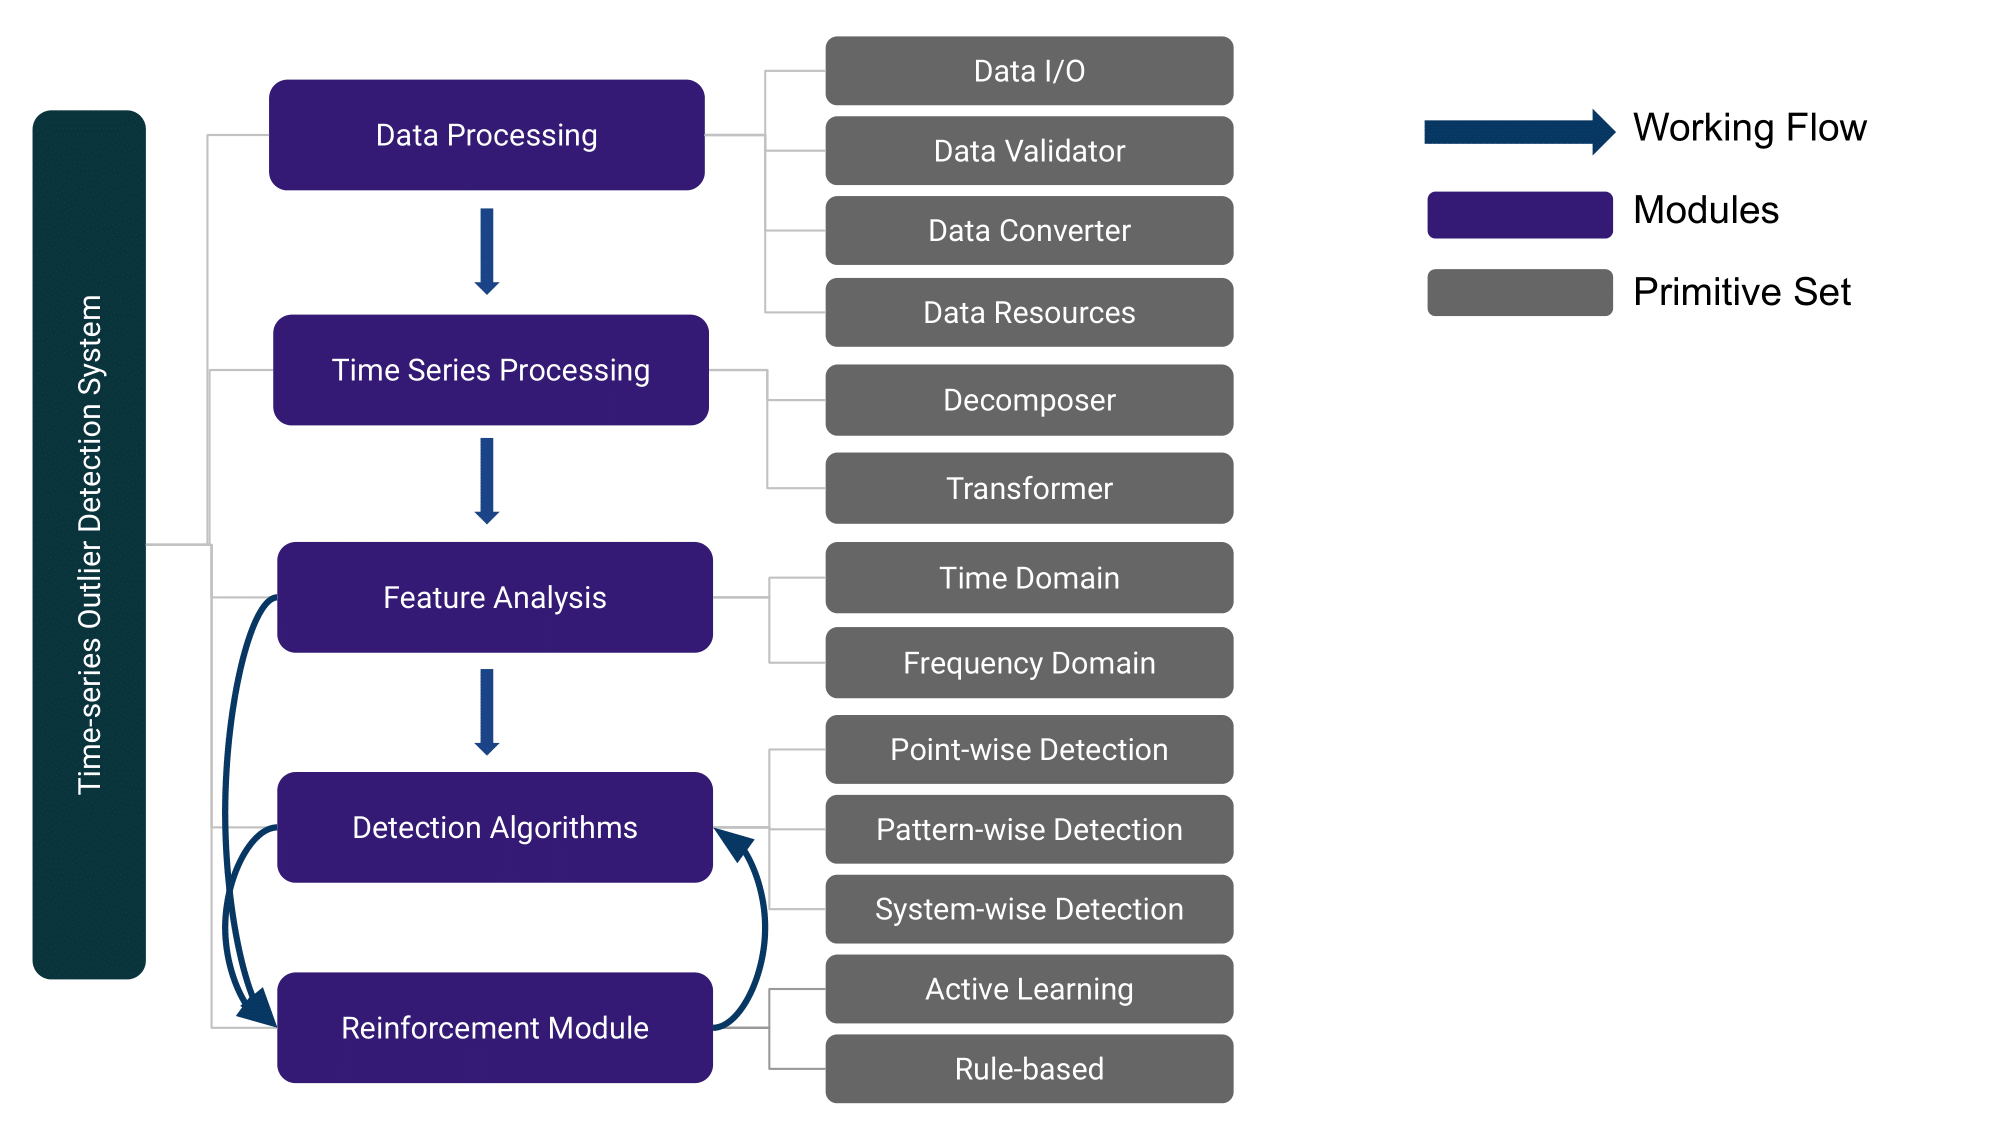 Time-series Outlier Detection System
Data Processing
Time Series Processing
Feature Analysis
Detection Algorithms
Reinforcement Module
Data I/O
Data Validator
Data Converter
Data Resources
Decomposer
Transformer
Time Domain
Frequency Domain
Point-wise Detection
Pattern-wise Detection
System-wise Detection
Active Learning
Rule-based
Working Flow
Modules
Primitive Set